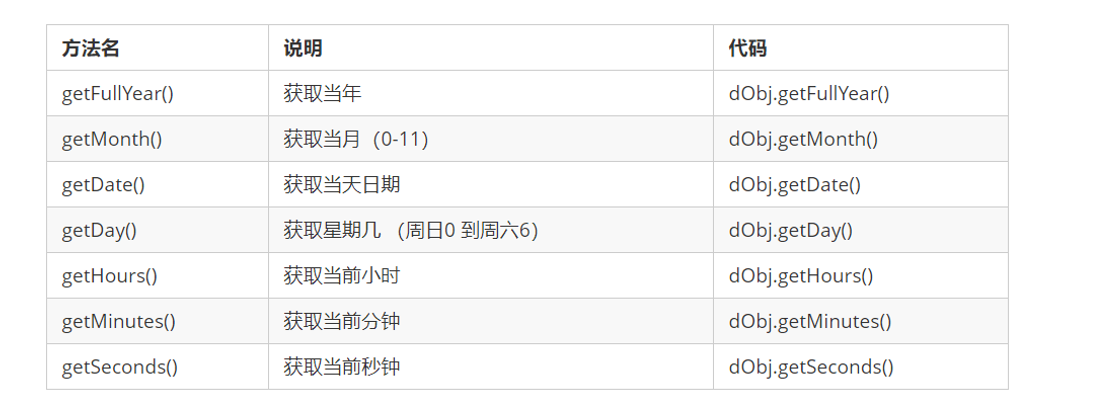 方法名 说明 代码
getFullYear() 获取当年 dObj.getFullYear()
getMonth() 获取当月（0-11） dObj.getMonth()
getDate() 获取当天日期 dObj.getDate()
getDay() 获取星期几 （周日0 到周六6） dObj.getDay()
getHours() 获取当前小时 dObj.getHours()
getMinutes() 获取当前分钟 dObj.getMinutes()
getSeconds() 获取当前秒钟 dObj.getSeconds()